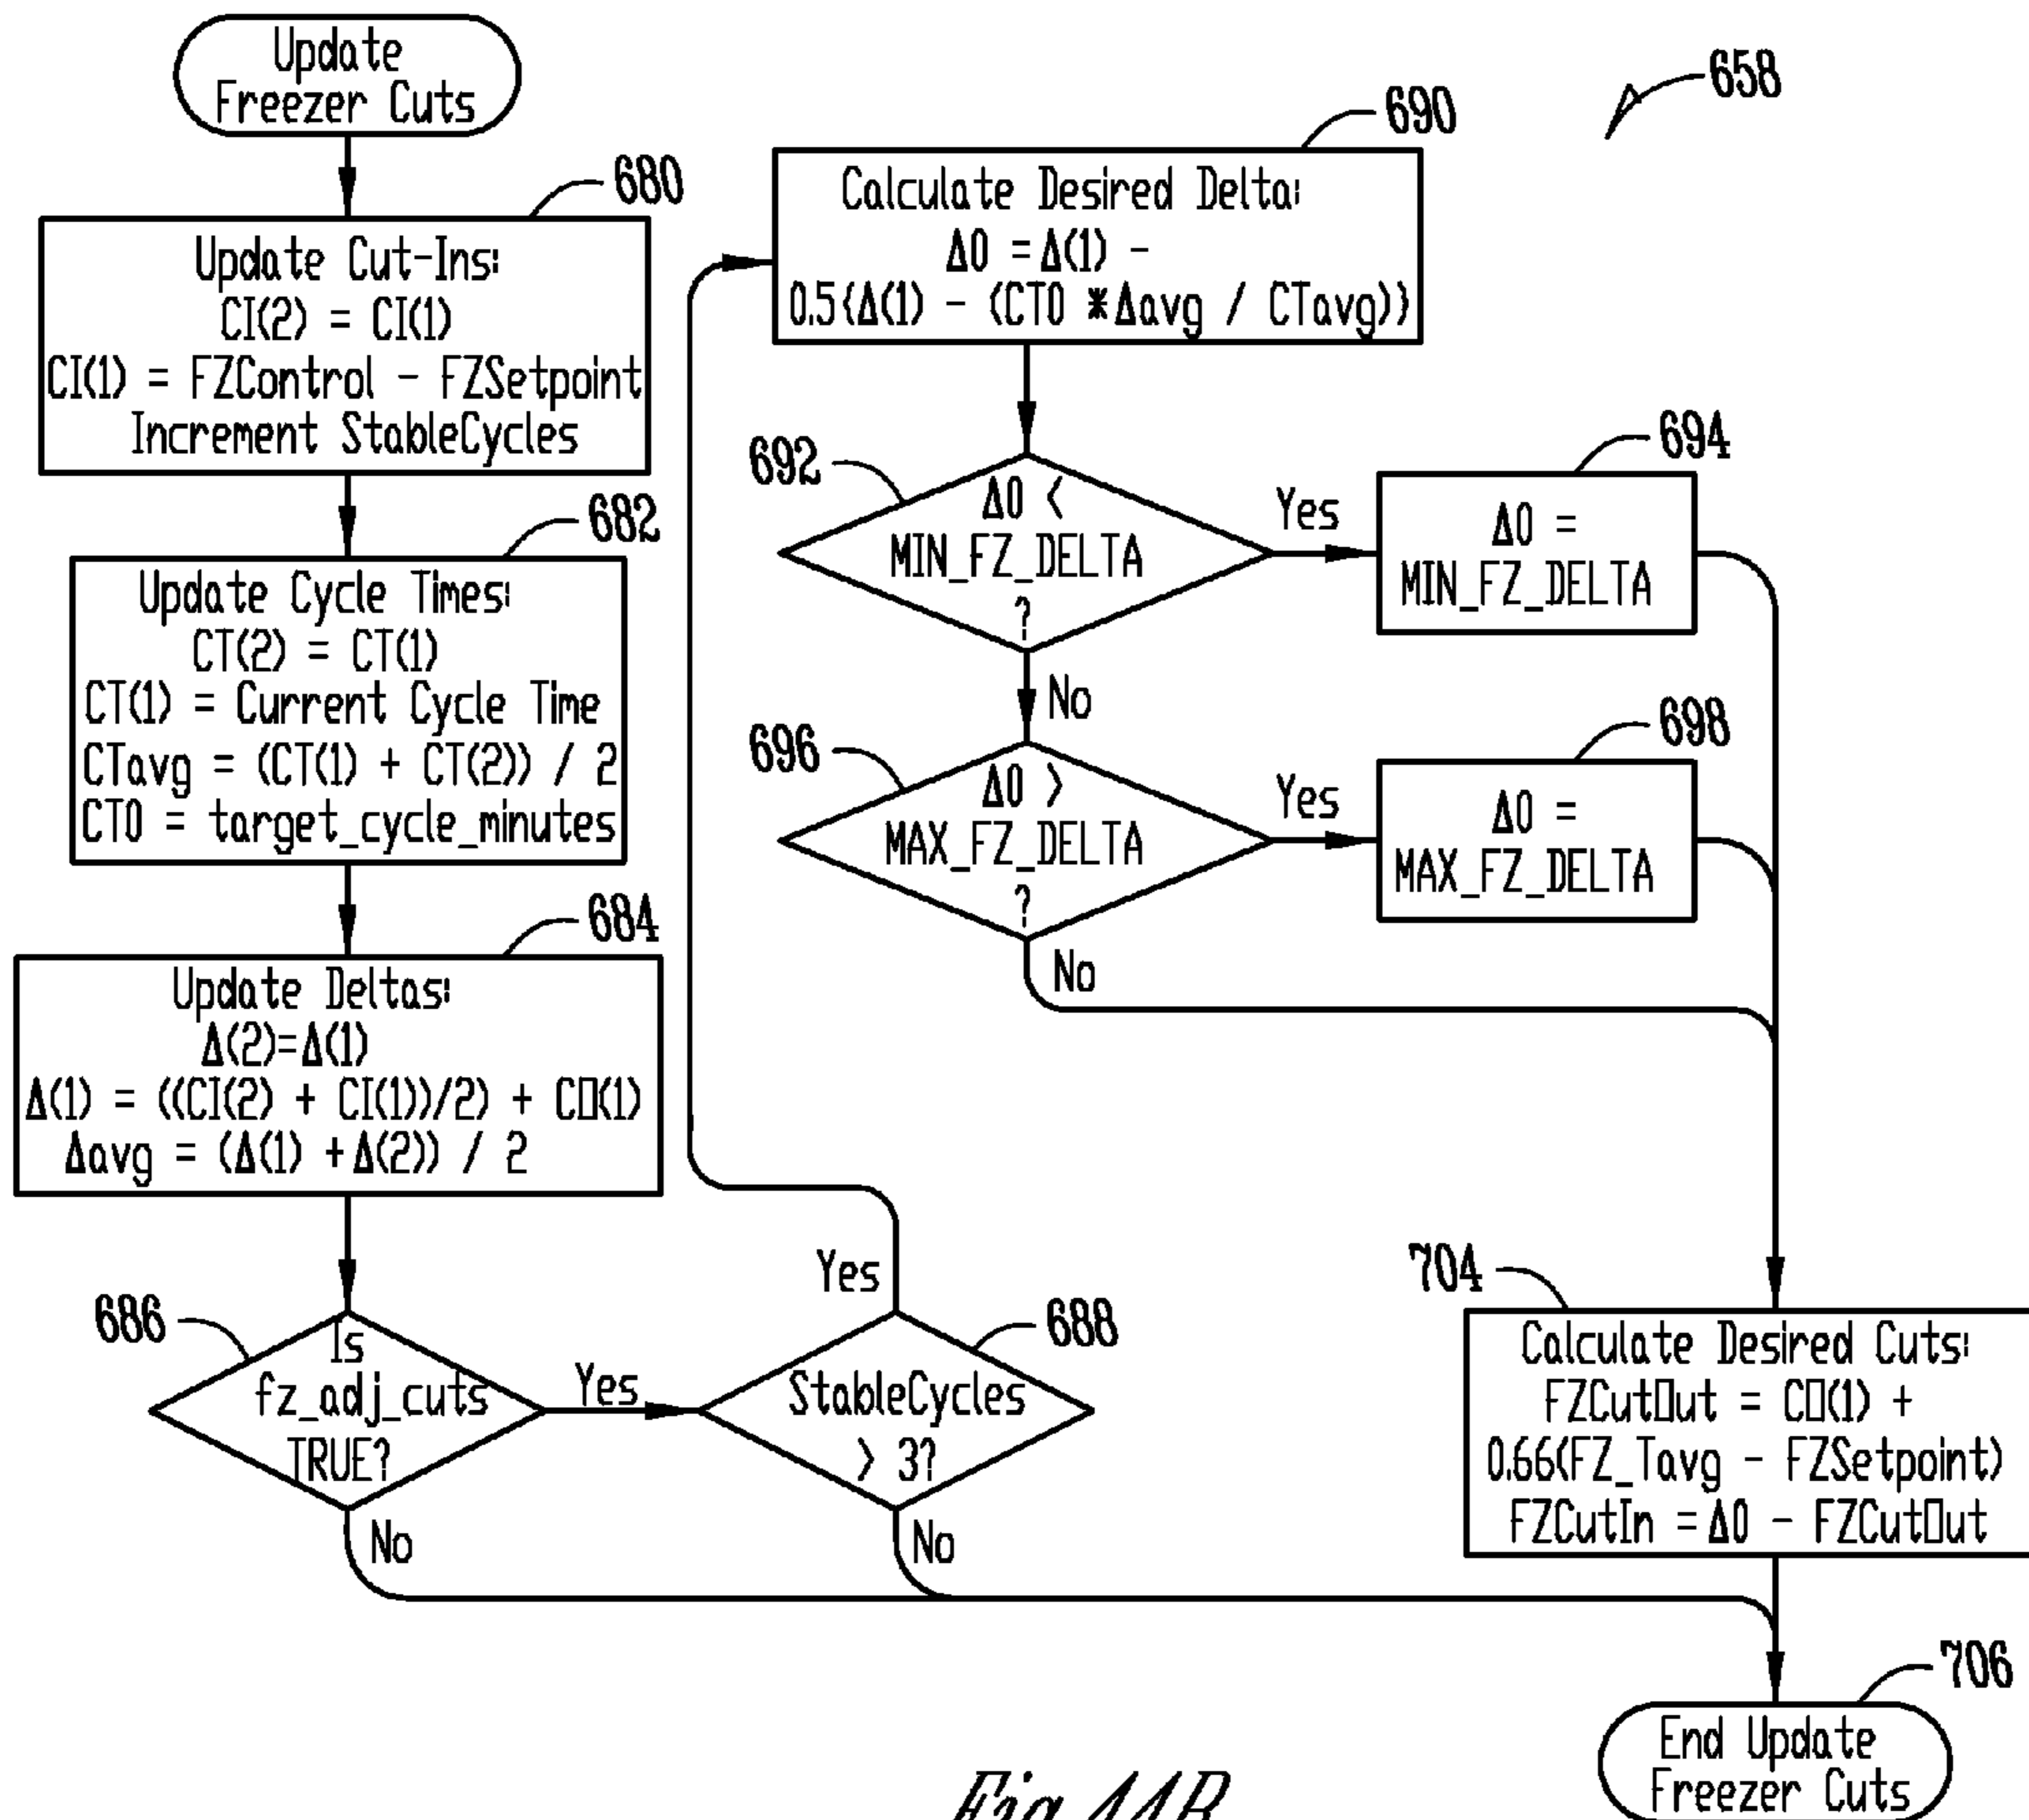 Update
Freezer Cuts
680
Update Cut-Ins:
CI(2) = CI(1)
CI(1) = FZControl - FZSetpoint
Increment StableCycles
682
Update Cycle Times:
CT(2) = CT(1)
CT(1) = Current Cycle Time
CTavg = (CT(1) + CT(2)) / 2
CT0 = target_cycle_minutes
684
Update Deltas:
Δ(2)=Δ(1)
Δ(1) = ((CI(2) + CI(1))/2) + CO(1)
Δavg = (Δ(1) +Δ(2)) / 2
686
Is
fz_adj_cuts
TRUE?
Yes
No
688
StableCycles
> 3?
Yes
No
658
690
Calculate Desired Delta:
Δ0 =Δ(1) -
0.5{Δ(1) - (CT0 *Δavg / CTavg)}
692
Δ0 <
MIN_FZ_DELTA
?
Yes
No
694
Δ0 =
MIN_FZ_DELTA
696
Δ0 >
MAX_FZ_DELTA
?
Yes
No
698
Δ0 =
MAX_FZ_DELTA
704
Calculate Desired Cuts:
FZCutOut = CO(1) +
0.66(FZ_Tavg - FZSetpoint)
FZCutIn =Δ0 - FZCutOut
706
End Update
Freezer Cuts
Fig. 44B